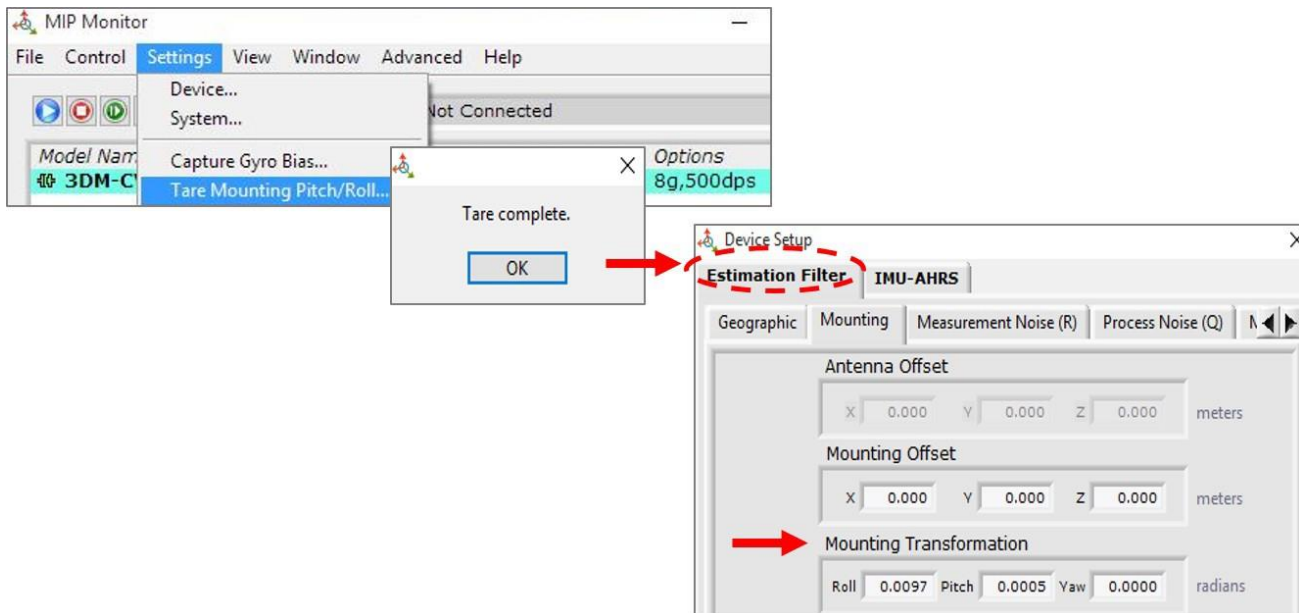 MIP Monitor
File Control Settings View Window Advanced Help
Device...
System...
Not Connected
Model Nam
Options
Capture Gyro Bias...
3DM-CV
8g,500dps
Tare Mounting Pitch/Roll...
Tare complete.
OK
Device Setup
Estimation Filter IMU-AHRS
Geographic Mounting Measurement Noise (R) Process Noise (Q)
Antenna Offset
X 0.000 Y 0.000 Z 0.000 meters
Mounting Offset
X 0.000 Y 0.000 Z 0.000 meters
Mounting Transformation
Roll 0.0097 Pitch 0.0005 Yaw 0.0000 radians